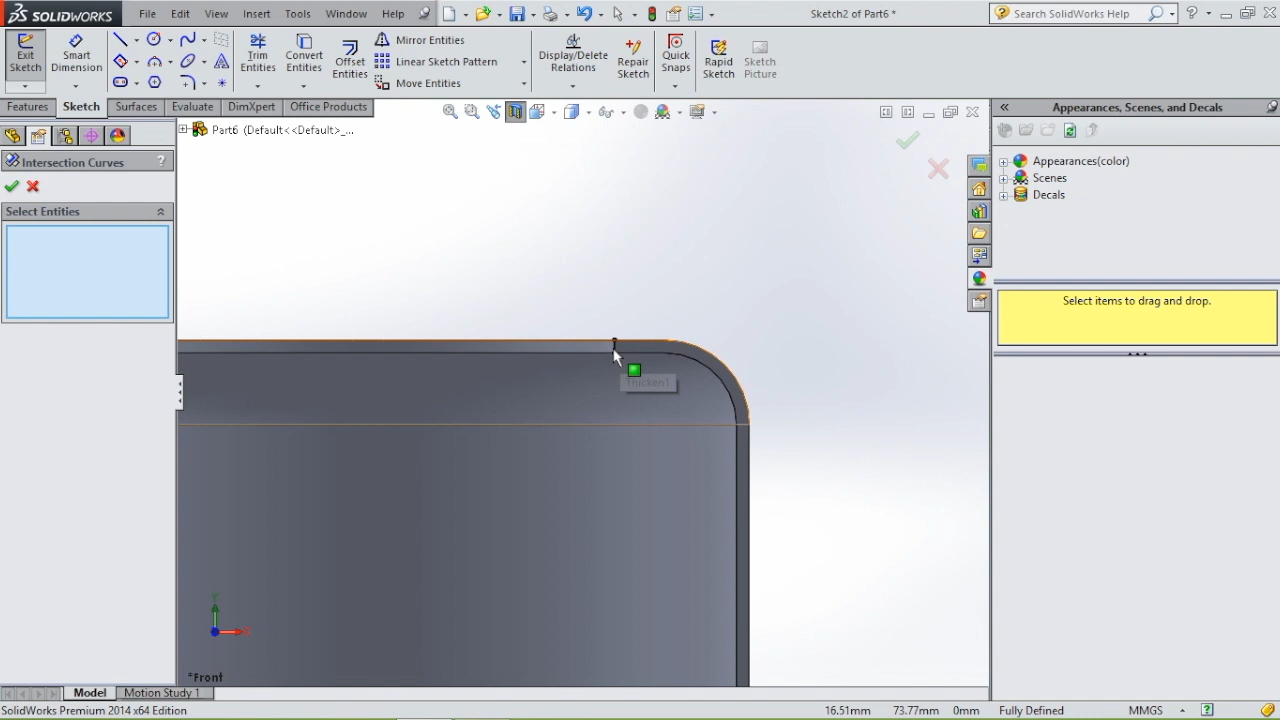 SOLIDWORKS File Edit View Insert Tools Window Help Sketch2 of Part6 * Search SolidWorks Help
Exit Sketch
Smart Dimension
Trim Entities
Convert Entities
Offset Entities
Mirror Entities
Linear Sketch Pattern
Move Entities
Display/Delete Relations
Repair Sketch
Quick Snaps
Rapid Sketch
Sketch Picture
Features Sketch Surfaces Evaluate DimXpert Office Products
Part6 (Default<<Default>_...
Appearances, Scenes, and Decals
Intersection Curves ?
Select Entities
Appearances(color)
Scenes
Decals
Select items to drag and drop.
Thicken1
Y
X
*Front
Model Motion Study 1
SolidWorks Premium 2014 x64 Edition 16.51mm 73.77mm 0mm Fully Defined MMGS